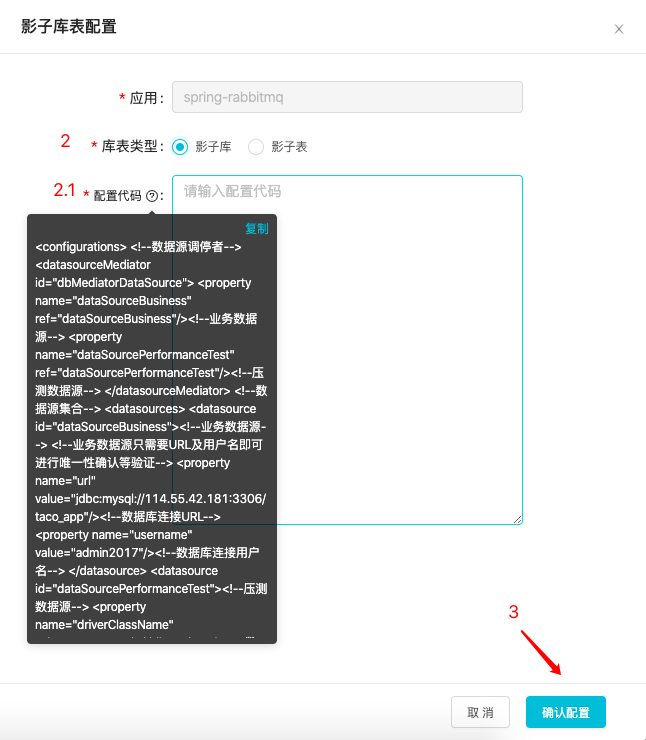 影子库表配置
* 应用：
spring-rabbitmq
2 * 库表类型： 影子库 影子表
2.1 * 配置代码 ?：
请输入配置代码
复制
<configurations> <!--数据源调停者-->
<datasourceMediator
id="dbMediatorDataSource"> <property
name="dataSourceBusiness"
ref="dataSourceBusiness"/><!--业务数据
源--> <property
name="dataSourcePerformanceTest"
ref="dataSourcePerformanceTest"/><!--压
测数据源--> </datasourceMediator> <!--数
据源集合--> <datasources> <datasource
id="dataSourceBusiness"><!--业务数据源-
-> <!--业务数据源只需要URL及用户名即可
进行唯一性确认等验证--> <property
name="url"
value="jdbc:mysql://114.55.42.181:3306/
taco_app"/><!--数据库连接URL-->
<property name="username"
value="admin2017"/><!--数据库连接用户
名--> </datasource> <datasource
id="dataSourcePerformanceTest"><!--压测
数据源--> <property
name="driverClassName"
3
取 消
确认配置